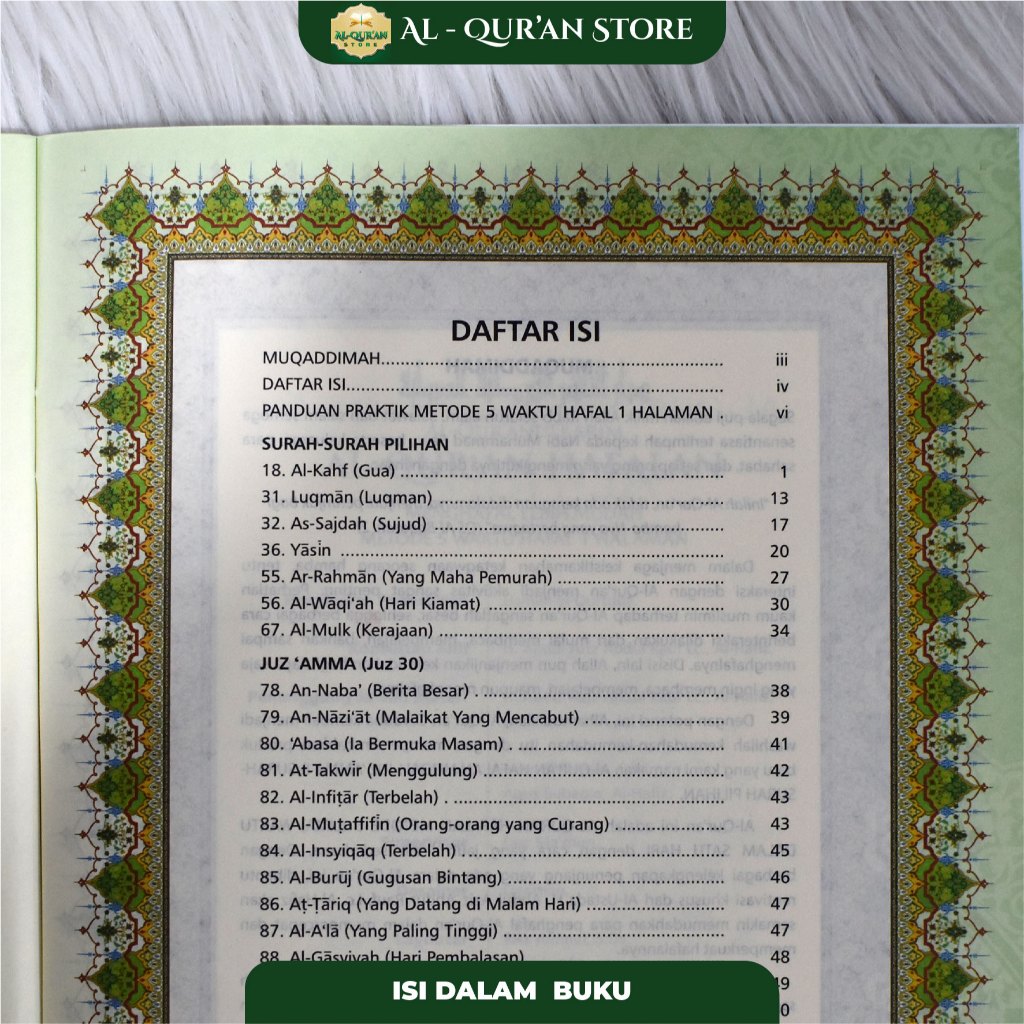 AL-QUR'AN
STORE
AL - QUR'AN STORE
DAFTAR ISI
MUQADDIMAH............ iii
DAFTAR ISI............ iv
PANDUAN PRAKTIK METODE 5 WAKTU HAFAL 1 HALAMAN . vi
SURAH-SURAH PILIHAN
18. Al-Kahf (Gua) ............ 1
31. Luqmān (Luqman) ............ 13
32. As-Sajdah (Sujud) ............ 17
36. Yāsīn ............ 20
55. Ar-Rahmān (Yang Maha Pemurah) ............ 27
56. Al-Wāqi‘ah (Hari Kiamat) ............ 30
67. Al-Mulk (Kerajaan) ............ 34
JUZ ‘AMMA (Juz 30)
78. An-Naba’ (Berita Besar) ............ 38
79. An-Nāzi‘āt (Malaikat Yang Mencabut) ............ 39
80. ‘Abasa (Ia Bermuka Masam) ............ 41
81. At-Takwīr (Menggulung) ............ 42
82. Al-Infiṭār (Terbelah) ............ 43
83. Al-Muṭaffifīn (Orang-orang yang Curang) ............ 43
84. Al-Insyiqāq (Terbelah) ............ 45
85. Al-Burūj (Gugusan Bintang) ............ 46
86. Aṭ-Ṭāriq (Yang Datang di Malam Hari) ............ 47
87. Al-A‘lā (Yang Paling Tinggi) ............ 47
88. Al-Gāsyiyah (Hari Pembalasan) ............ 48
ISI DALAM BUKU